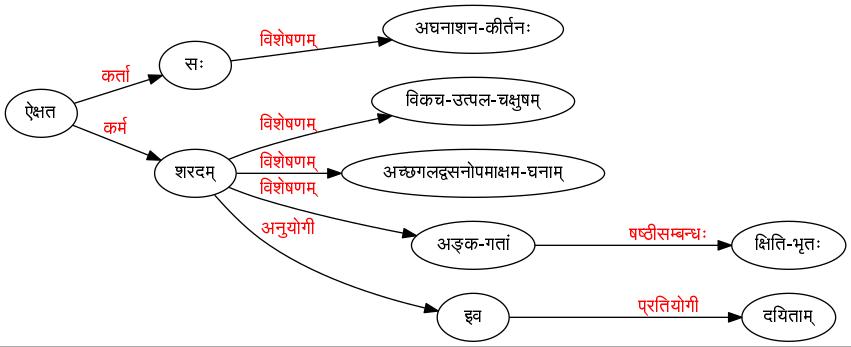 अघनाशन-कीर्तनः
विशेषणम्
सः
कर्ता
विकच-उत्पल-चक्षुषम्
ऐक्षत
विशेषणम्
कर्म
विशेषणम्
अच्छगलद्वसनोपमाक्षम-घनाम्
शरदम्
विशेषणम्
अनुयोगी
षष्ठीसम्बन्धः
अङ्क-गतां
क्षिति-भृतः
प्रतियोगी
इव
दयिताम्